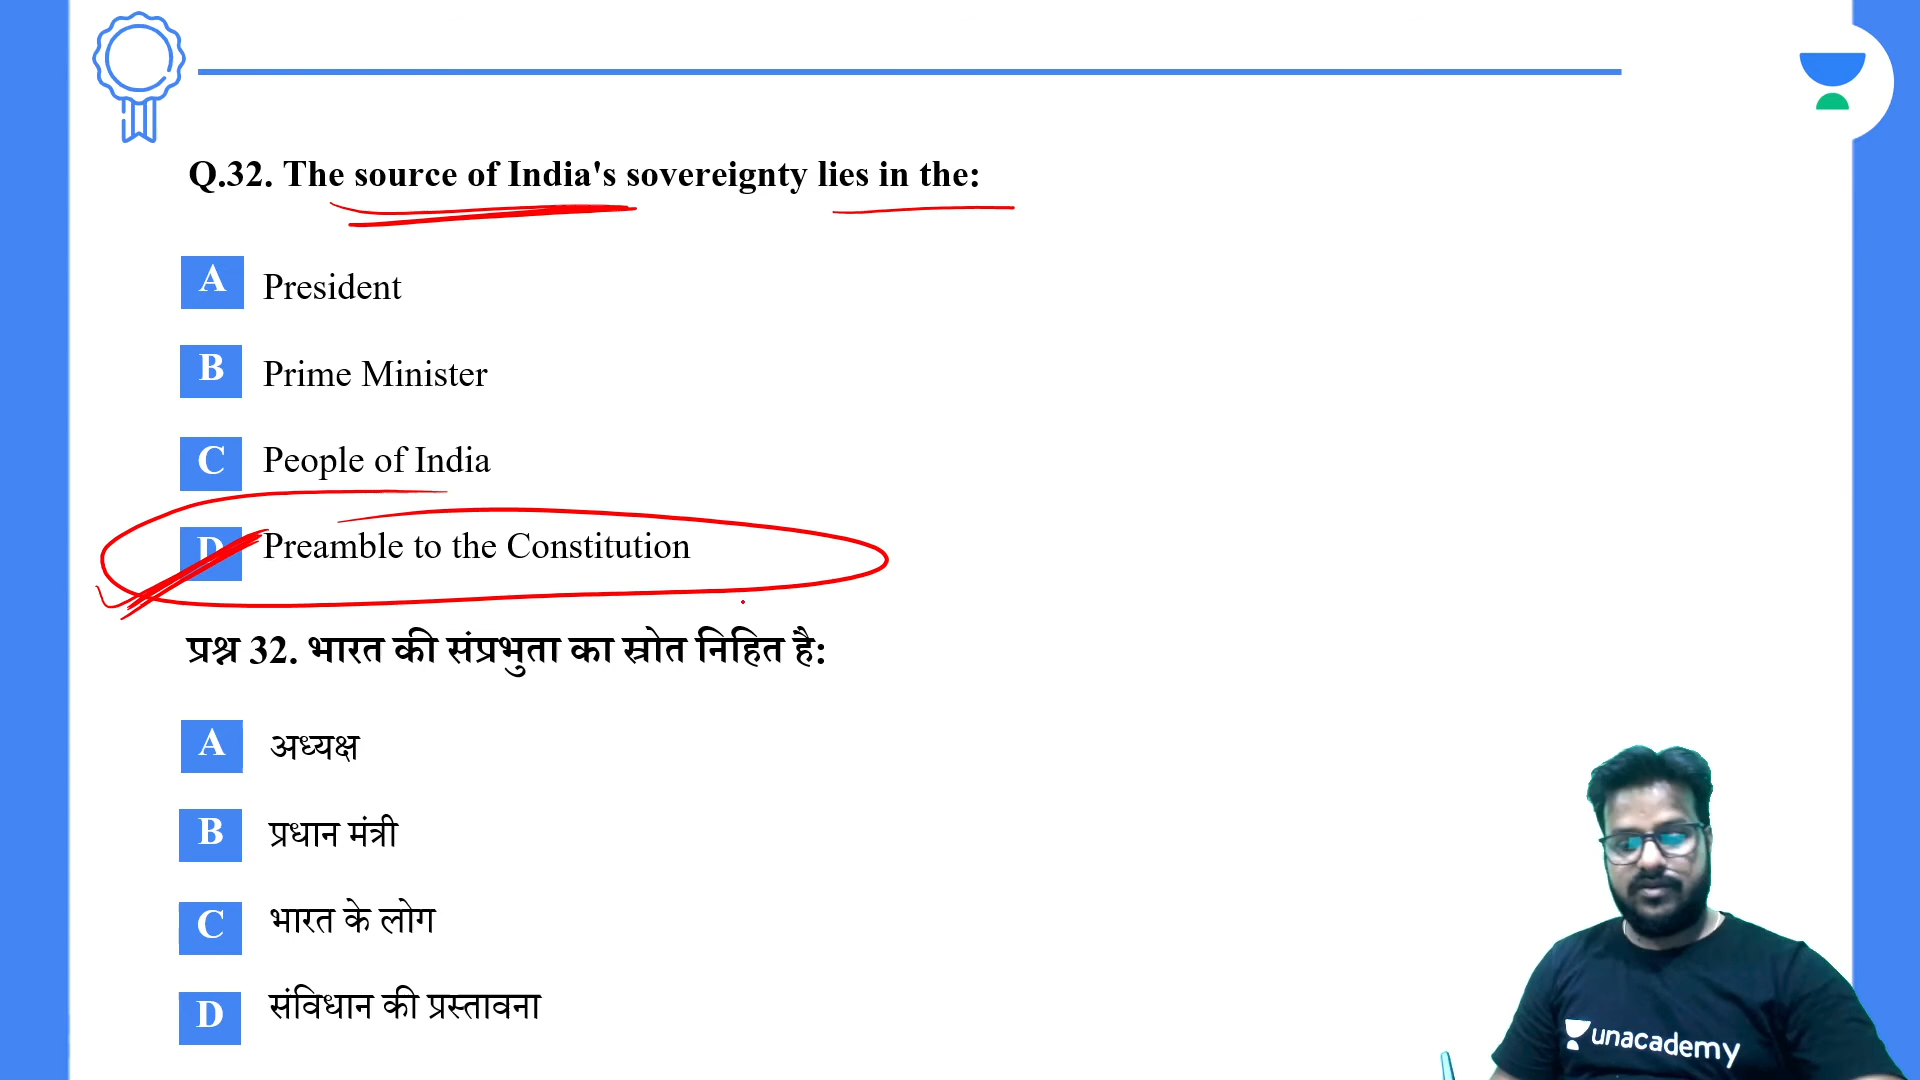 Q.32. The source of India's sovereignty lies in the:
A President
B Prime Minister
C People of India
D Preamble to the Constitution
प्रश्न 32. भारत की संप्रभुता का स्रोत निहित है:
A अध्यक्ष
B प्रधान मंत्री
C भारत के लोग
D संविधान की प्रस्तावना
unacademy